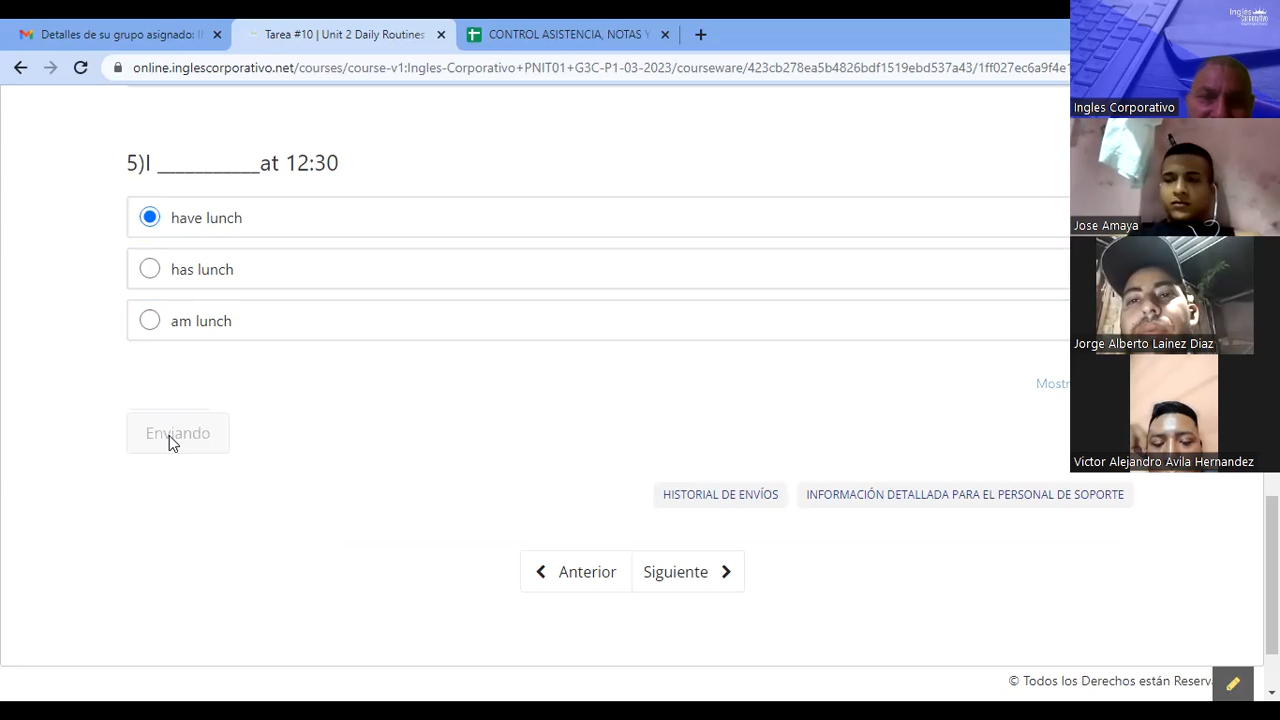 Detalles de su grupo asignado: I
Tarea #10 | Unit 2 Daily Routines
CONTROL ASISTENCIA, NOTAS Y
online.inglescorporativo.net/courses/course-v1:Ingles-Corporativo+PNIT01+G3C-P1-03-2023/courseware/423cb278ea5b4826bdf1519ebd537a43/1ff027ec6a9f4e1
Ingles
Corporativo
Ingles Corporativo
Jose Amaya
Jorge Alberto Lainez Diaz
Victor Alejandro Avila Hernandez
5)I ___________at 12:30
have lunch
has lunch
am lunch
Mostr
Enviando
HISTORIAL DE ENVÍOS
INFORMACIÓN DETALLADA PARA EL PERSONAL DE SOPORTE
Anterior
Siguiente
© Todos los Derechos están Reserv